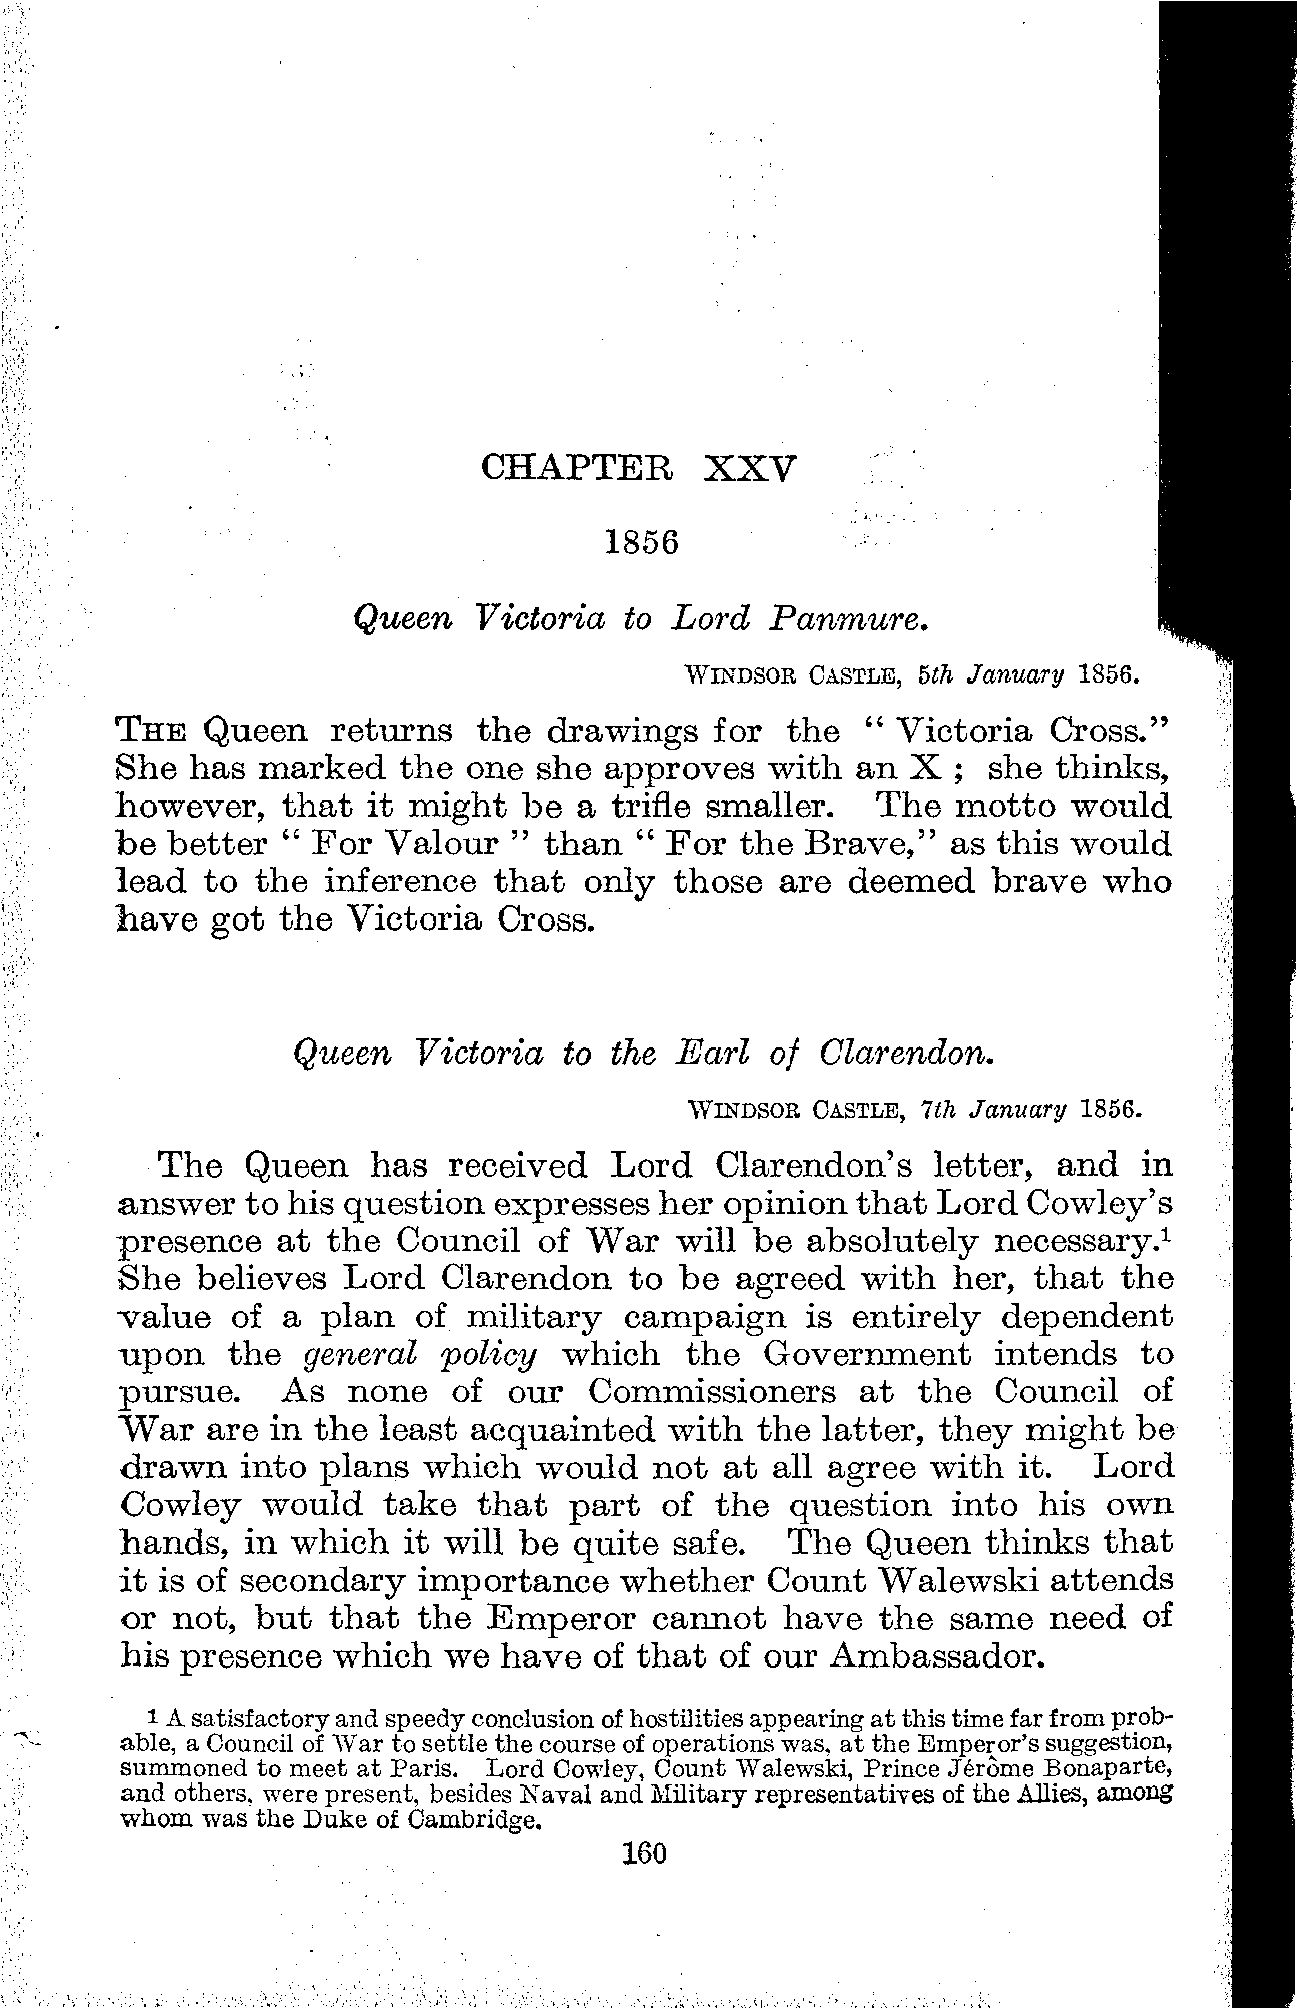 CHAPTER XXV
1856
Queen Victoria to Lord Panmure.
WINDSOR CASTLE, 5th January 1856.
THE Queen returns the drawings for the “ Victoria Cross.”
She has marked the one she approves with an X ; she thinks,
however, that it might be a trifle smaller. The motto would
be better “ For Valour ” than “ For the Brave,” as this would
lead to the inference that only those are deemed brave who
have got the Victoria Cross.
Queen Victoria to the Earl of Clarendon.
WINDSOR CASTLE, 7th January 1856.
The Queen has received Lord Clarendon’s letter, and in
answer to his question expresses her opinion that Lord Cowley’s
presence at the Council of War will be absolutely necessary.¹
She believes Lord Clarendon to be agreed with her, that the
value of a plan of military campaign is entirely dependent
upon the general policy which the Government intends to
pursue. As none of our Commissioners at the Council of
War are in the least acquainted with the latter, they might be
drawn into plans which would not at all agree with it. Lord
Cowley would take that part of the question into his own
hands, in which it will be quite safe. The Queen thinks that
it is of secondary importance whether Count Walewski attends
or not, but that the Emperor cannot have the same need of
his presence which we have of that of our Ambassador.
1 A satisfactory and speedy conclusion of hostilities appearing at this time far from prob-
able, a Council of War to settle the course of operations was, at the Emperor’s suggestion,
summoned to meet at Paris. Lord Cowley, Count Walewski, Prince Jérôme Bonaparte,
and others, were present, besides Naval and Military representatives of the Allies, among
whom was the Duke of Cambridge.
160